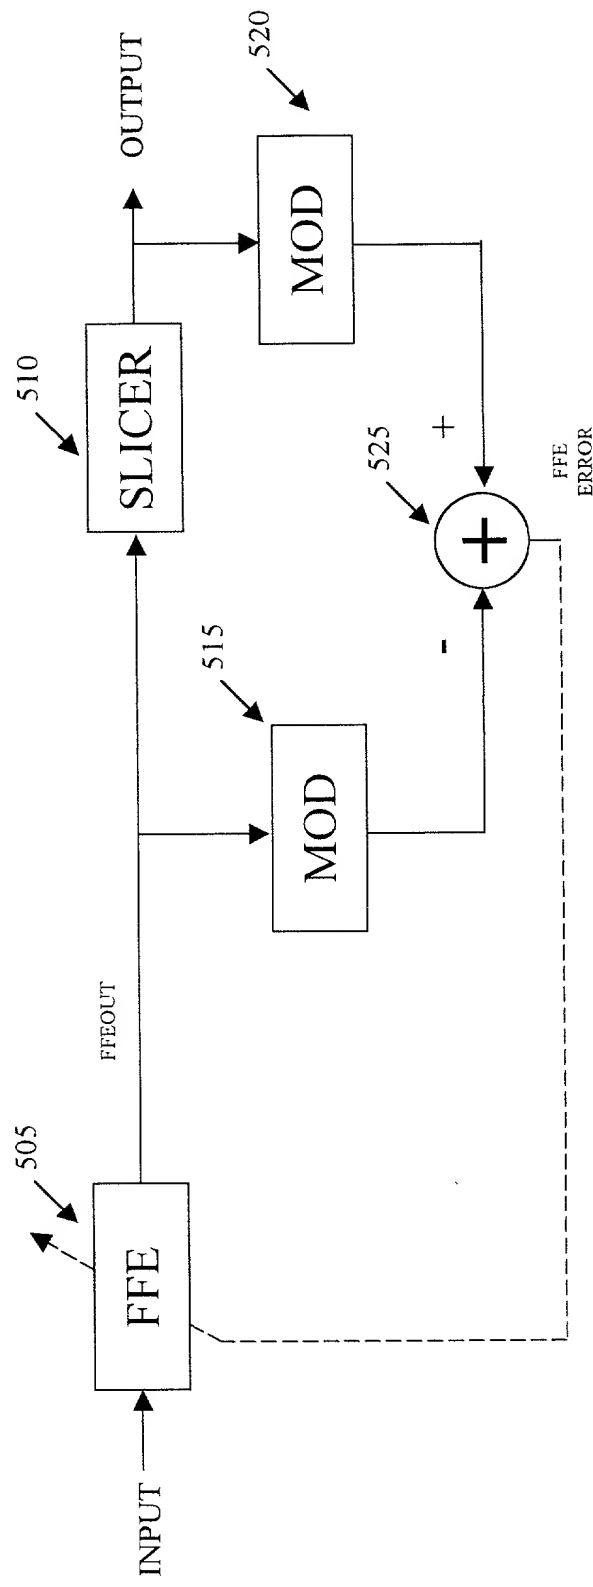 INPUT
505
FFE
FFEOUT
515
MOD
510
SLICER
OUTPUT
520
MOD
-
525
+
+
FFE
ERROR